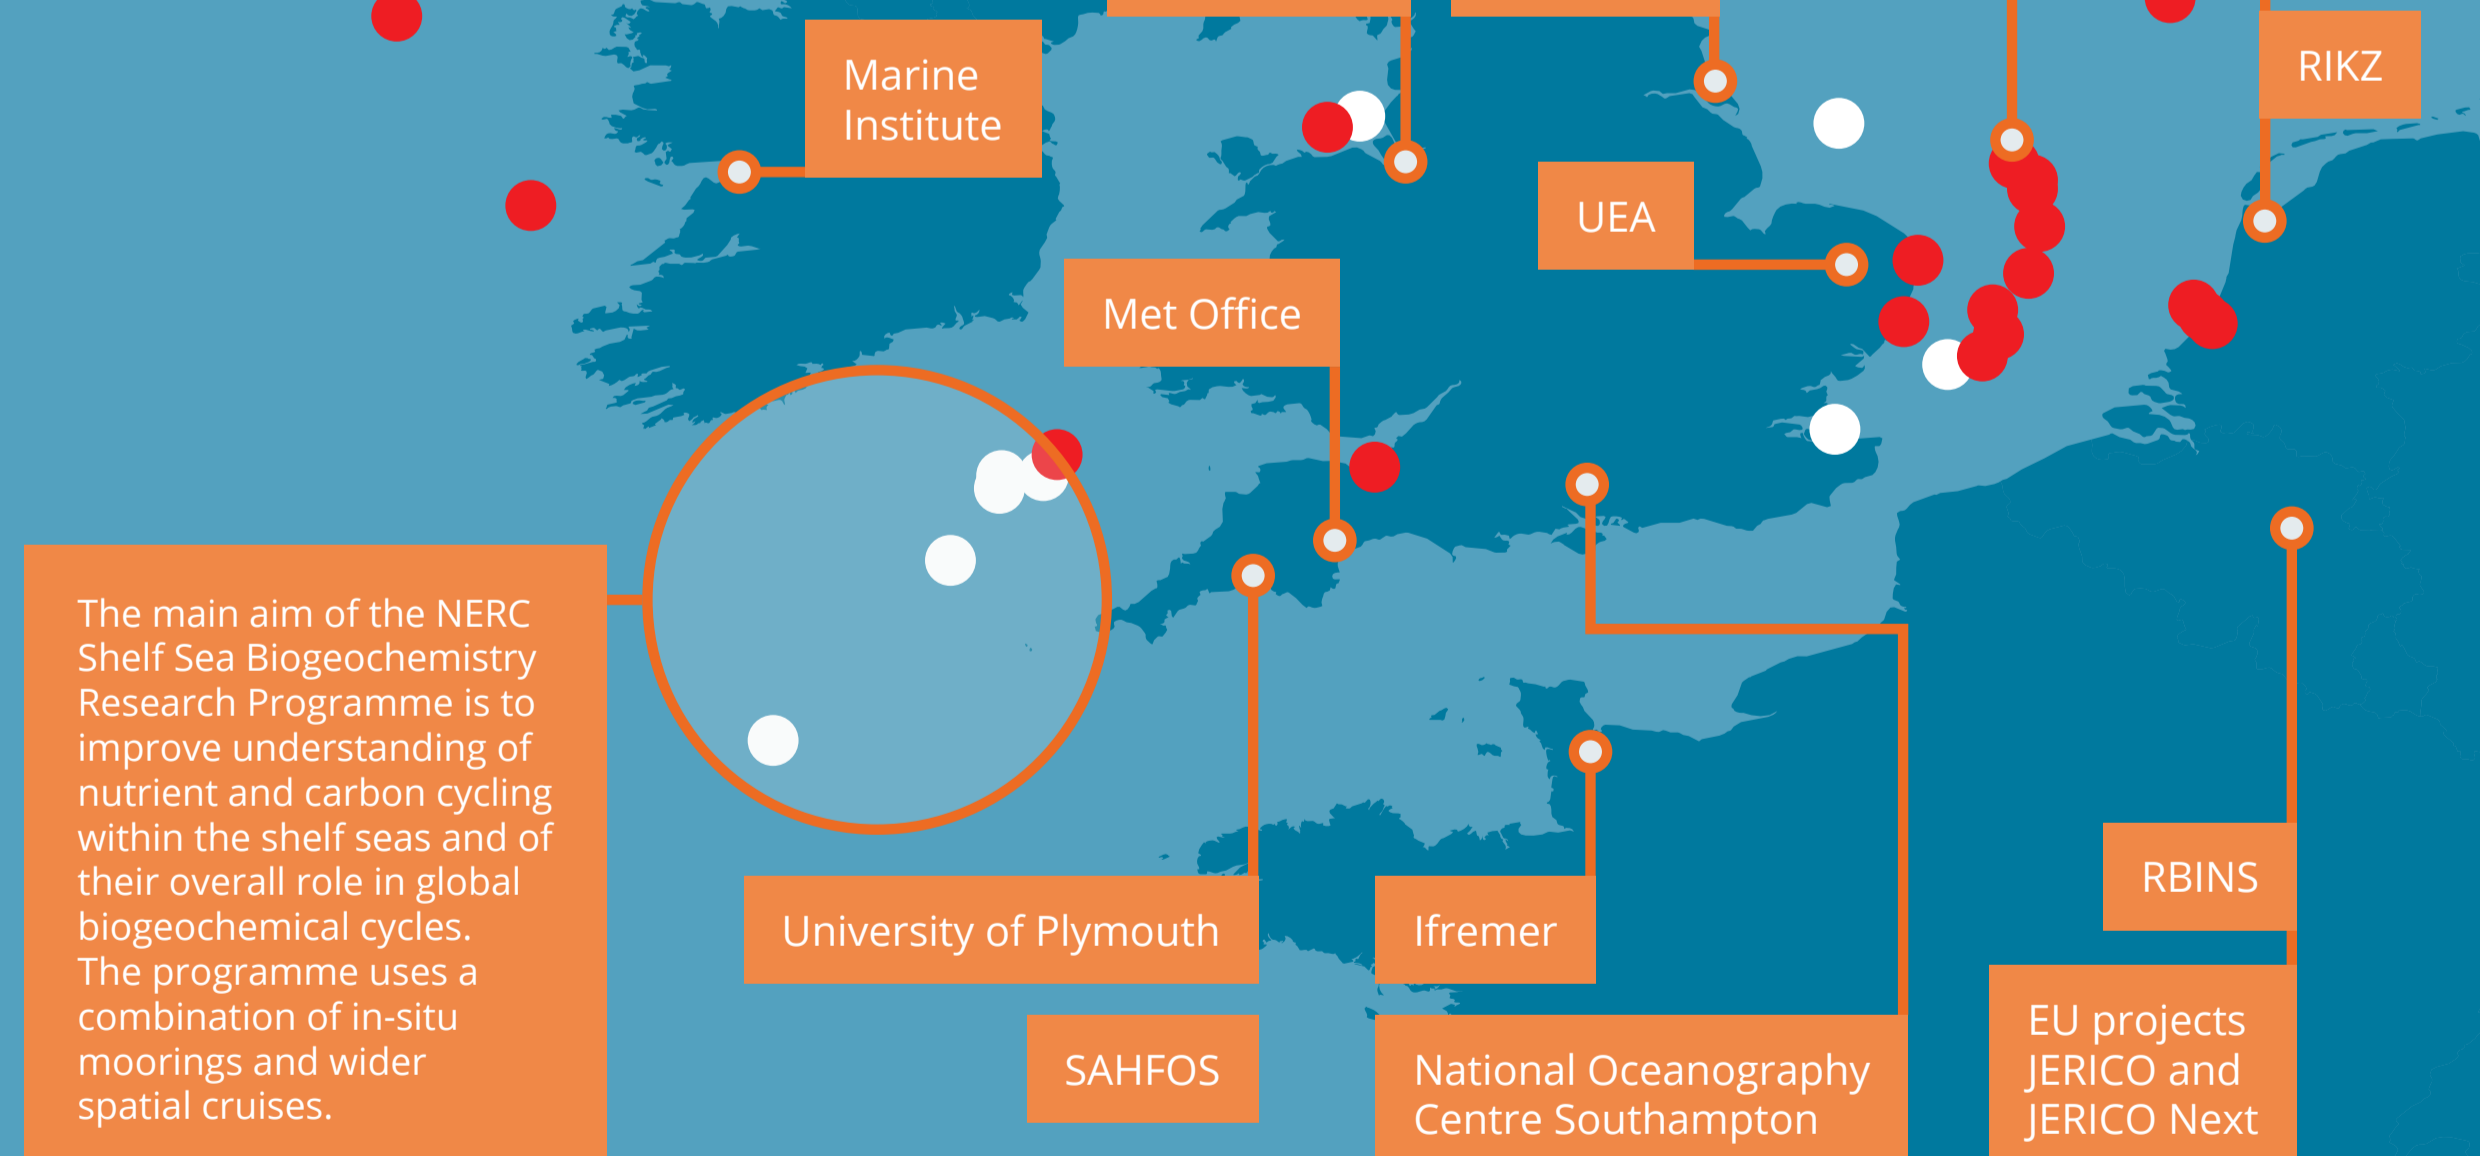 Marine
Institute
RIKZ
UEA
Met Office
The main aim of the NERC
Shelf Sea Biogeochemistry
Research Programme is to
improve understanding of
nutrient and carbon cycling
within the shelf seas and of
their overall role in global
biogeochemical cycles.
The programme uses a
combination of in-situ
moorings and wider
spatial cruises.
University of Plymouth
Ifremer
RBINS
SAHFOS
National Oceanography
Centre Southampton
EU projects
JERICO and
JERICO Next